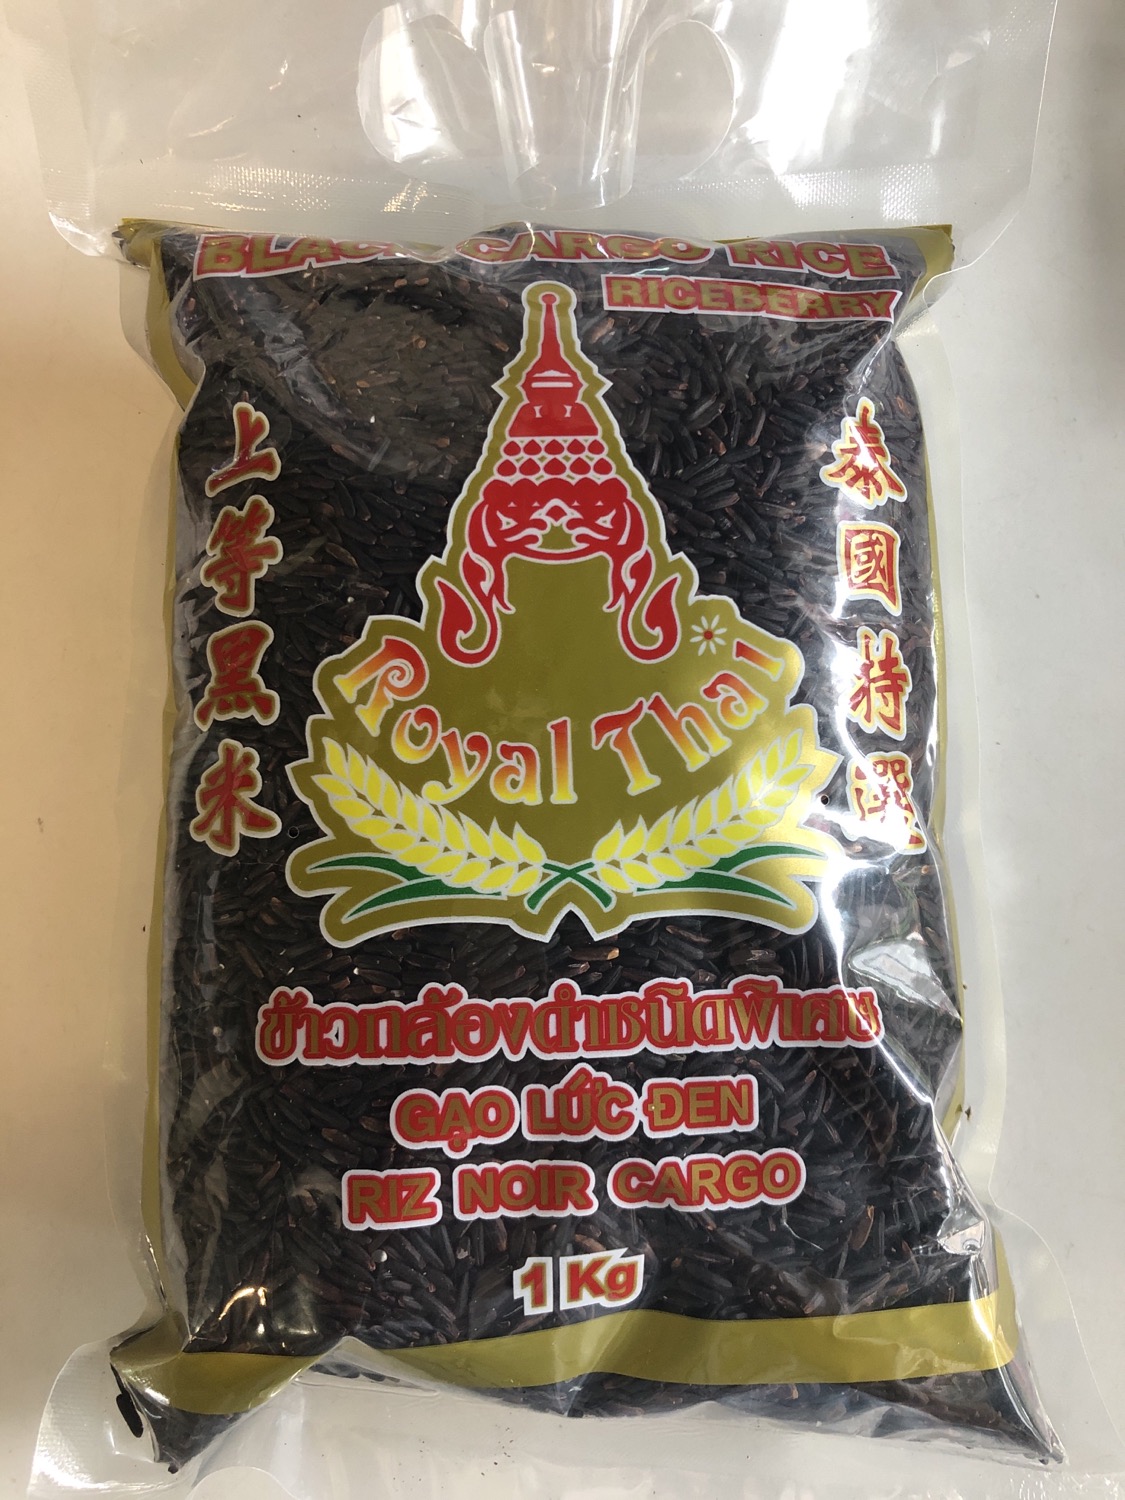 BLACK CARGO RICE
RICEBERRY
上等黑米
泰國特選
Royal Thai
ข้าวกล้องดำชนิดพิเศษ
GẠO LỨC ĐEN
RIZ NOIR CARGO
1 Kg